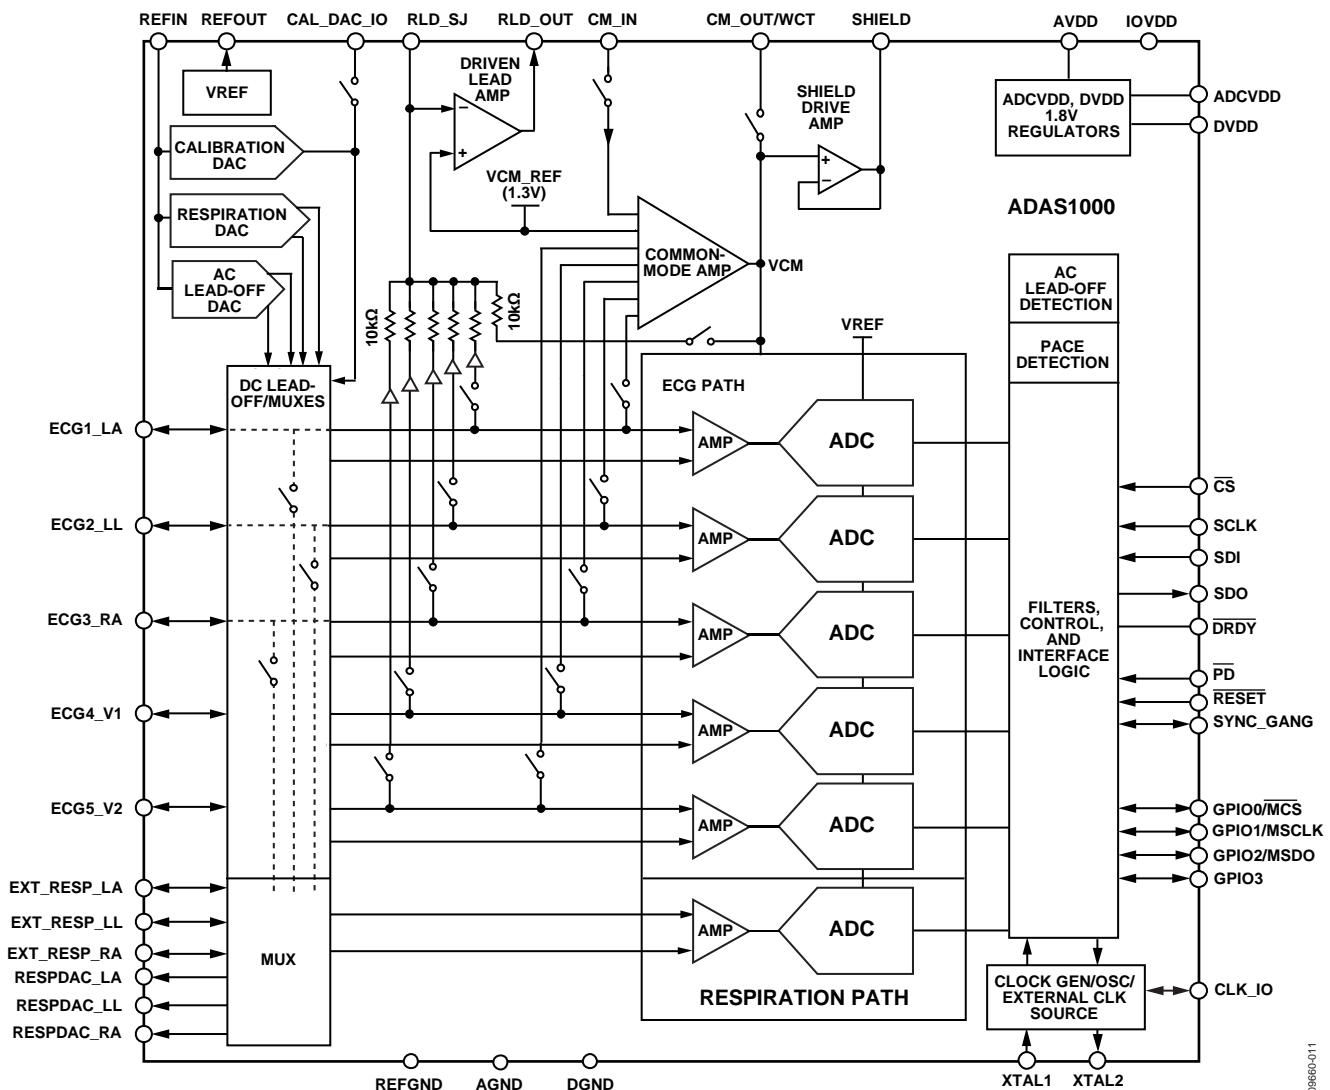 REFIN
REFOUT
CAL_DAC_IO
RLD_SJ
RLD_OUT
CM_IN
CM_OUT/WCT
SHIELD
AVDD
IOVDD
VREF
DRIVEN
LEAD
AMP
–
+
SHIELD
DRIVE
AMP
+
–
ADCVDD, DVDD
1.8V
REGULATORS
ADCVDD
DVDD
CALIBRATION
DAC
VCM_REF
(1.3V)
RESPIRATION
DAC
ADAS1000
COMMON-
MODE AMP
VCM
AC
LEAD-OFF
DAC
10kΩ
10kΩ
AC
LEAD-OFF
DETECTION
VREF
PACE
DETECTION
DC LEAD-
OFF/MUXES
ECG PATH
ECG1_LA
AMP
ADC
CS
ECG2_LL
AMP
ADC
SCLK
SDI
SDO
FILTERS,
CONTROL,
AND
INTERFACE
LOGIC
DRDY
ECG3_RA
AMP
ADC
PD
RESET
SYNC_GANG
ECG4_V1
AMP
ADC
ECG5_V2
AMP
ADC
GPIO0/MCS
GPIO1/MSCLK
GPIO2/MSDO
GPIO3
EXT_RESP_LA
EXT_RESP_LL
EXT_RESP_RA
RESPDAC_LA
RESPDAC_LL
RESPDAC_RA
MUX
AMP
ADC
RESPIRATION PATH
CLOCK GEN/OSC/
EXTERNAL CLK
SOURCE
CLK_IO
REFGND
AGND
DGND
XTAL1
XTAL2
09660-011